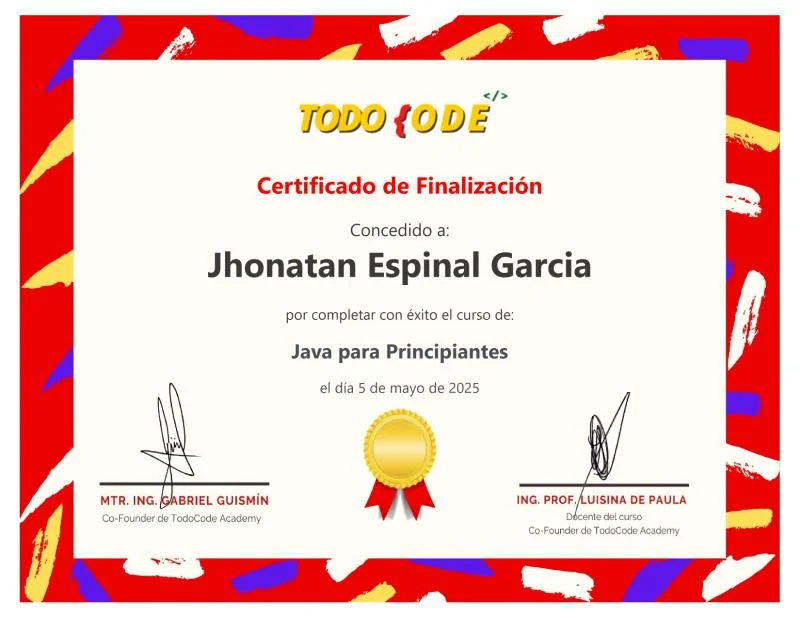 TODO {ODE </>
Certificado de Finalización
Concedido a:
Jhonatan Espinal Garcia
por completar con éxito el curso de:
Java para Principiantes
el día 5 de mayo de 2025
MTR. ING. GABRIEL GUISMÍN
Co-Founder de TodoCode Academy
ING. PROF. LUISINA DE PAULA
Docente del curso
Co-Founder de TodoCode Academy